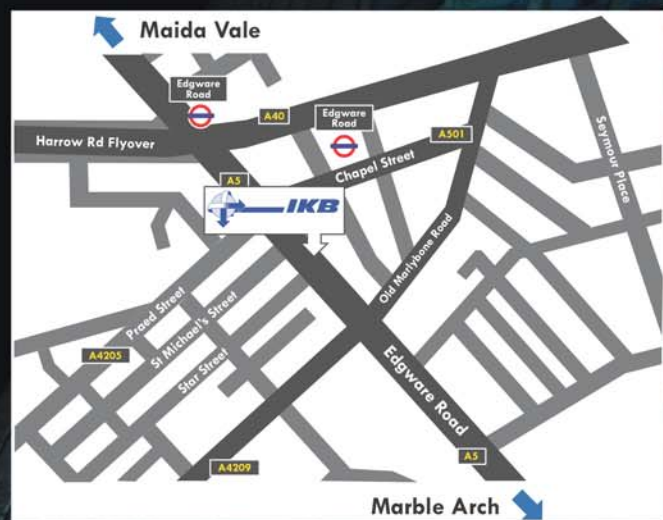 Maida Vale
Edgware
Road
A40
Edgware
Road
A501
Harrow Rd Flyover
Seymour Place
Chapel Street
A5
IKB
Old Marlybone Road
Praed Street
St Michael's Street
A4205
Star Street
Edgware Road
A5
A4209
Marble Arch